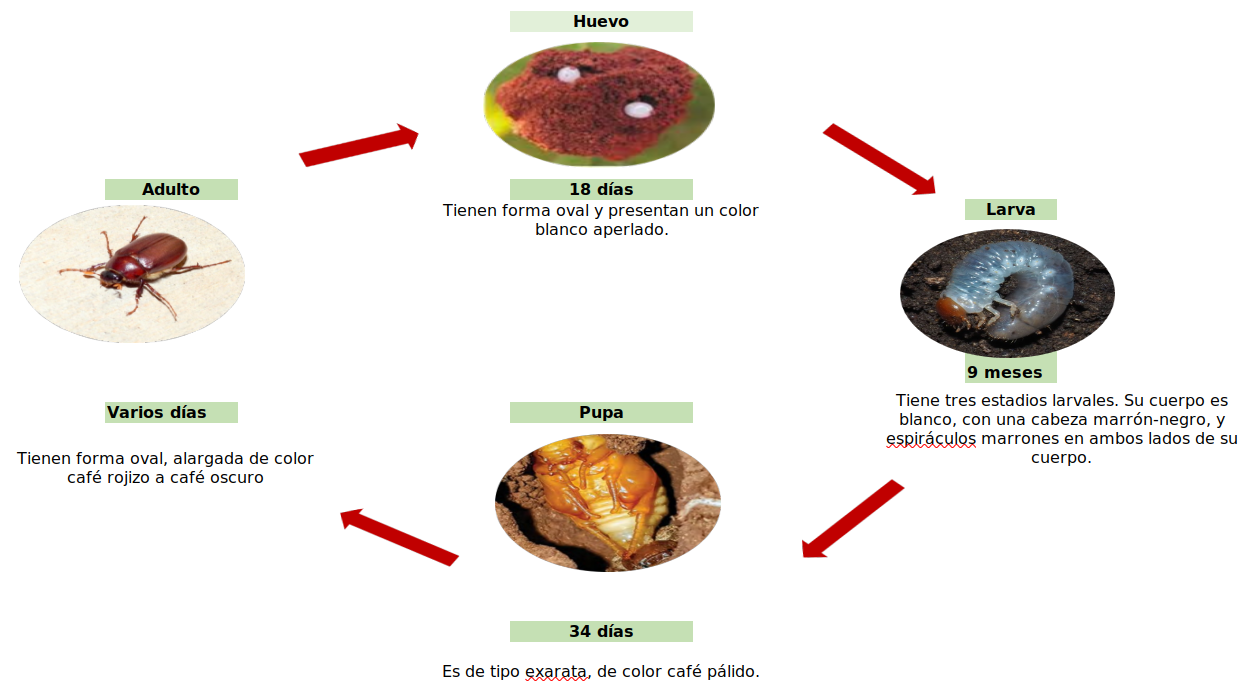 Huevo
18 días
Tienen forma oval y presentan un color
blanco aperlado.
Larva
9 meses
Tiene tres estadios larvales. Su cuerpo es
blanco, con una cabeza marrón-negro, y
espiráculos marrones en ambos lados de su
cuerpo.
Pupa
34 días
Es de tipo exarata, de color café pálido.
Adulto
Varios días
Tienen forma oval, alargada de color
café rojizo a café oscuro